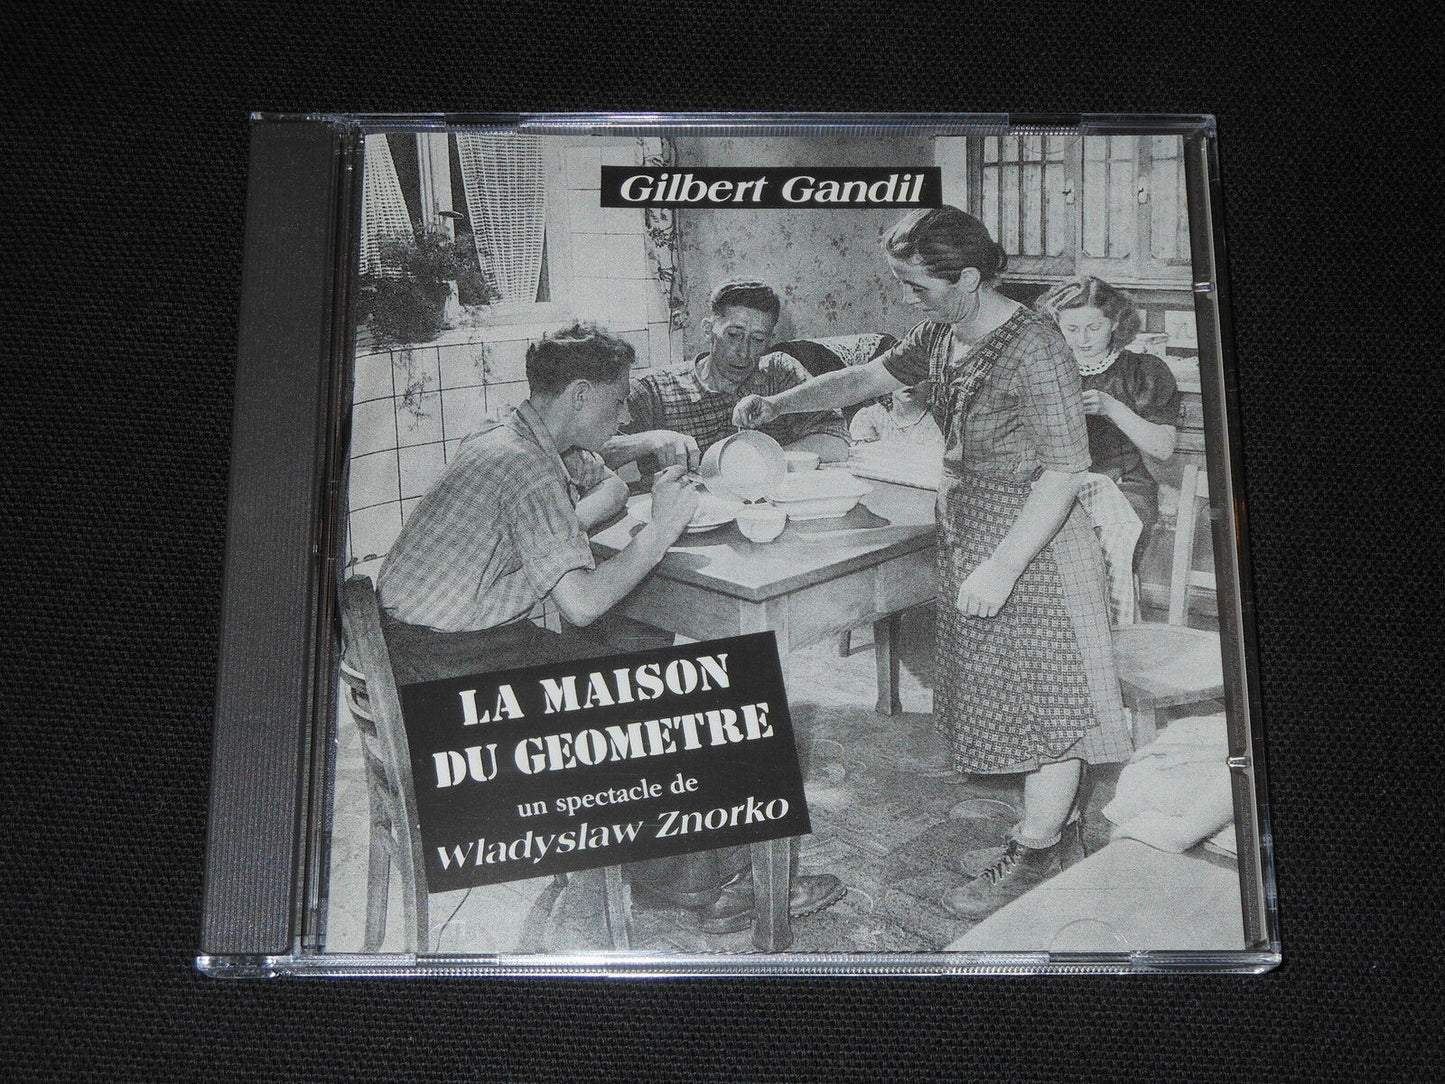 Gilbert Gandil
LA MAISON
DU GEOMETRE
un spectacle de
Wladyslaw Znorko